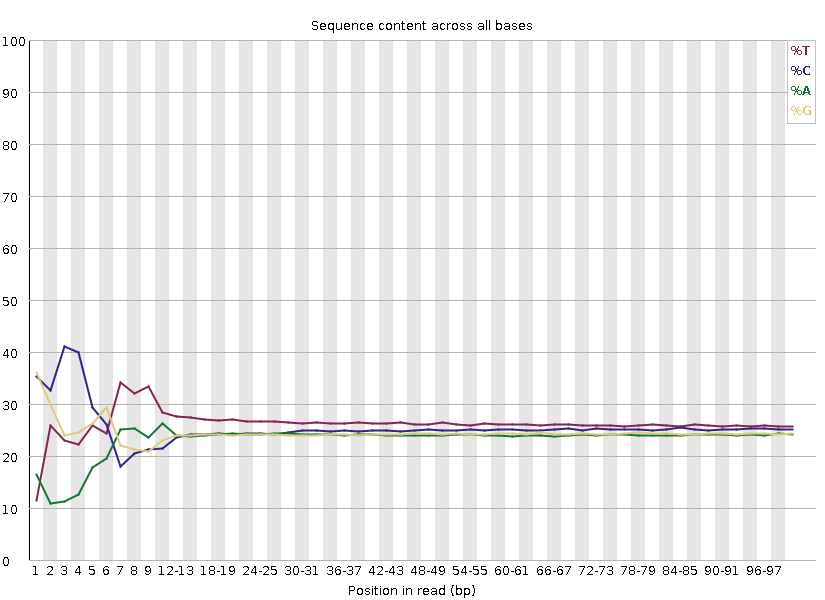 Sequence content across all bases
100
90
80
70
60
50
40
30
20
10
0
%T
%C
%A
%G
1 2 3 4 5 6 7 8 9 12-13 18-19 24-25 30-31 36-37 42-43 48-49 54-55 60-61 66-67 72-73 78-79 84-85 90-91 96-97
Position in read (bp)